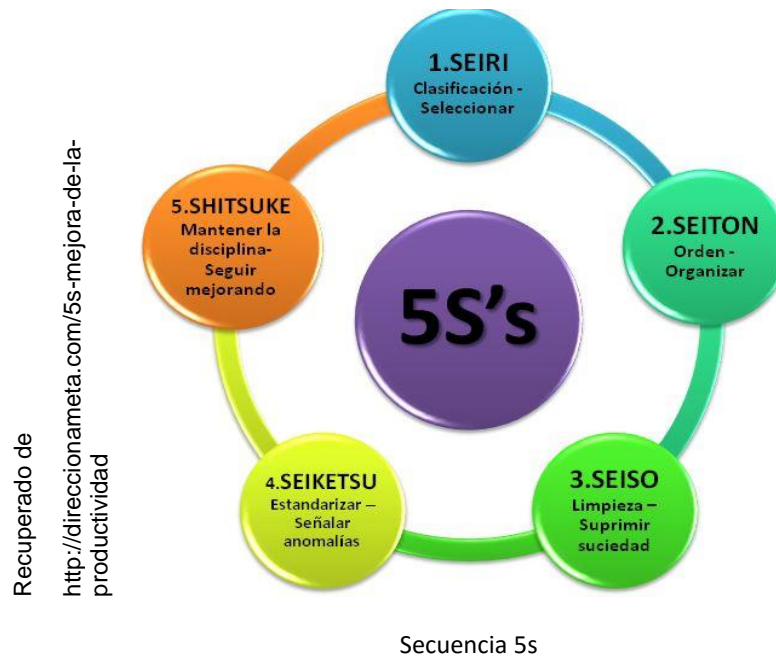 1.SEIRI
Clasificación -
Seleccionar
2.SEITON
Orden -
Organizar
3.SEISO
Limpieza –
Suprimir
suciedad
4.SEIKETSU
Estandarizar –
Señalar
anomalías
5.SHITSUKE
Mantener la
disciplina-
Seguir
mejorando
5S’s
Recuperado de
http://direccionameta.com/5s-mejora-de-la-
productividad
Secuencia 5s